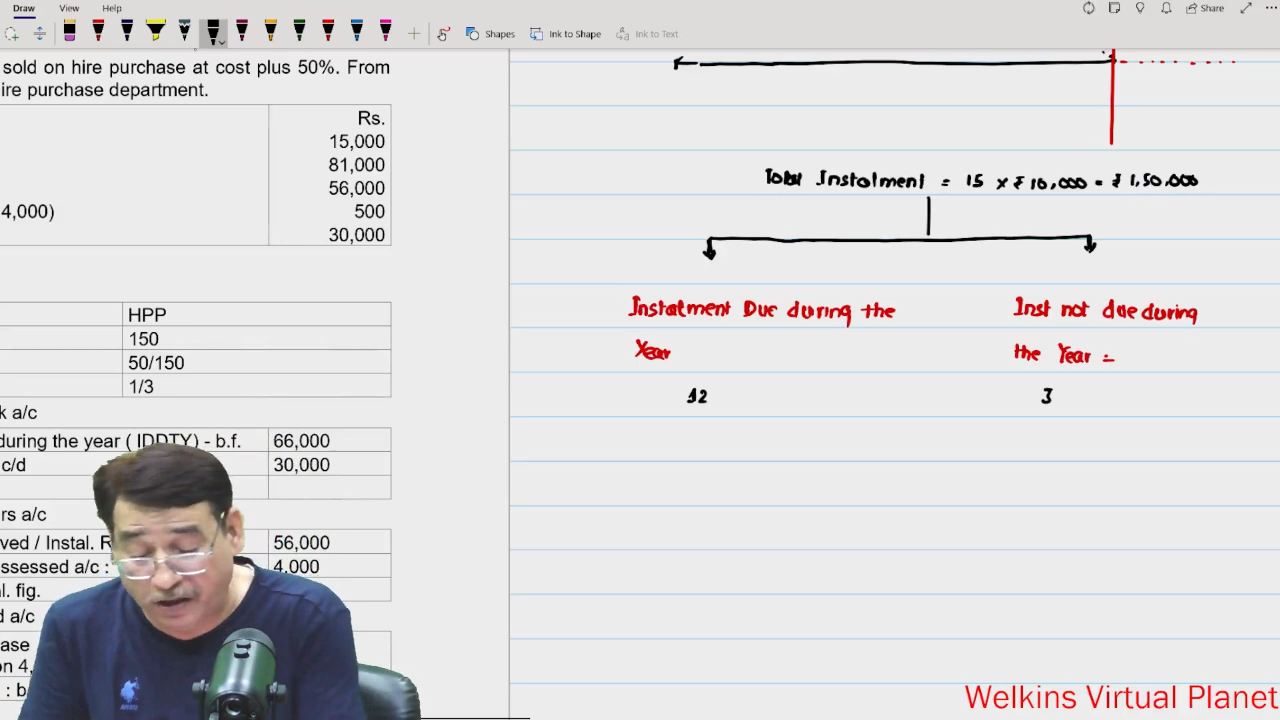 Draw View Help
Share
Shapes Ink to Shape Ink to Text
sold on hire purchase at cost plus 50%. From
ire purchase department.
Rs.
15,000
81,000
56,000
4,000) 500
30,000
HPP
150
50/150
1/3
k a/c
during the year ( IDDTY) - b.f. 66,000
c/d 30,000
rs a/c
ved / Instal. R 56,000
ssessed a/c : 4,000
l. fig.
d a/c
ase
on 4,
: b
Total Instalment = 15 × ₹ 10,000 = ₹ 1,50,000
Instalment Due during the
Year
12
Inst not due during
the Year =
3
Welkins Virtual Planet